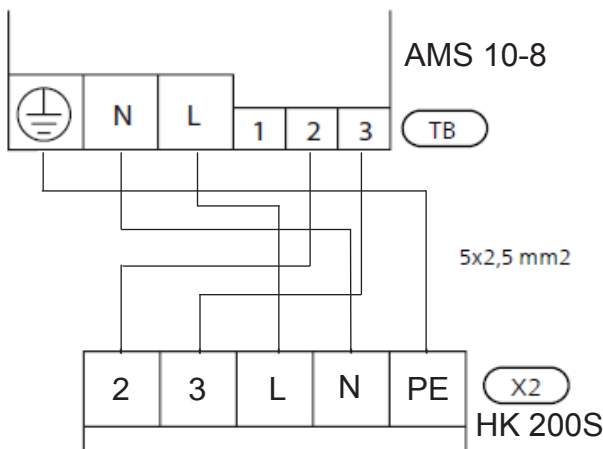 AMS 10-8
N L 1 2 3 TB
5x2,5 mm2
2 3 L N PE X2
HK 200S